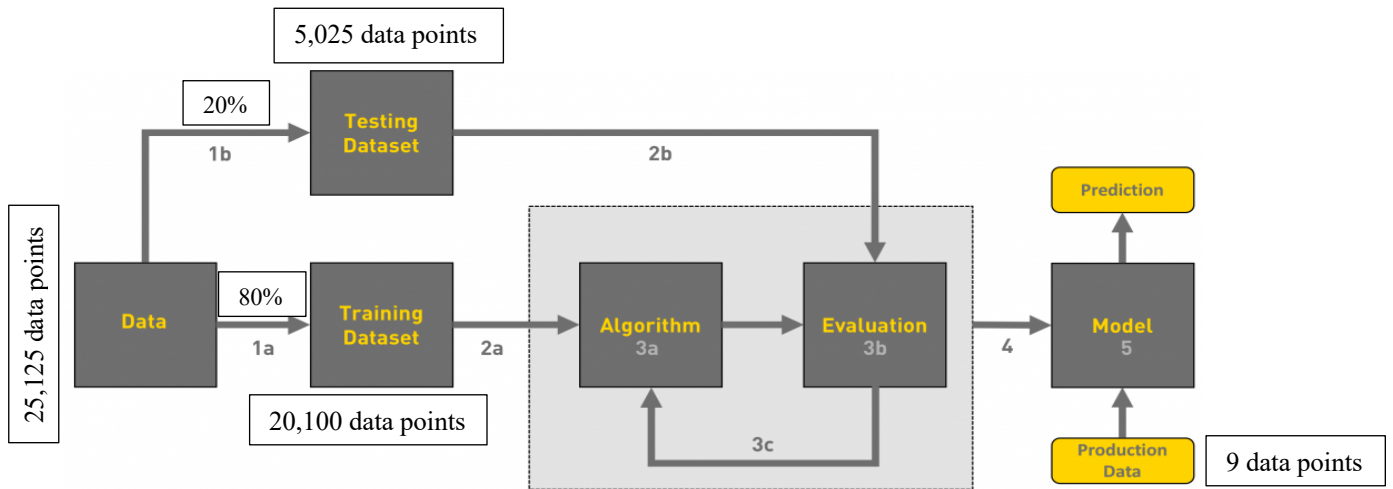 5,025 data points
20%
Testing
Dataset
1b
2b
Prediction
25,125 data points
Data
80%
1a
Training
Dataset
2a
Algorithm
3a
Evaluation
3b
4
Model
5
20,100 data points
3c
Production
Data
9 data points